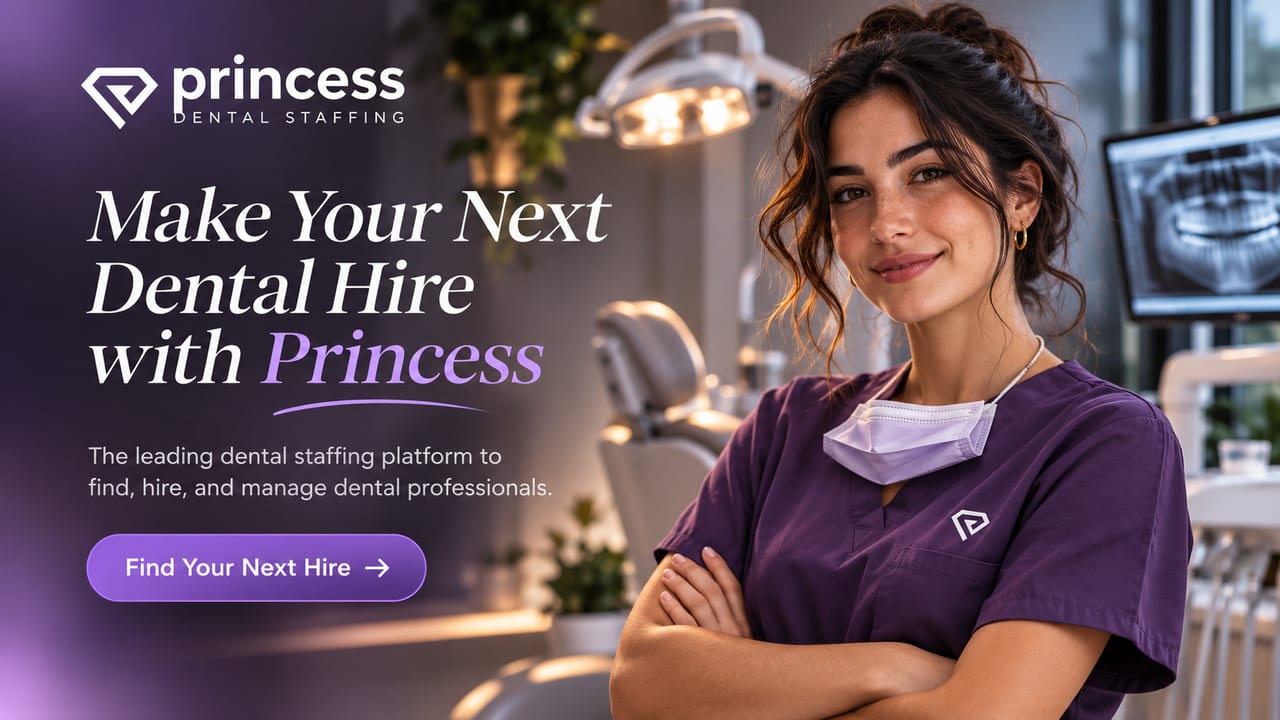 princess
DENTAL STAFFING
Make Your Next
Dental Hire
with Princess
The leading dental staffing platform to
find, hire, and manage dental professionals.
Find Your Next Hire →